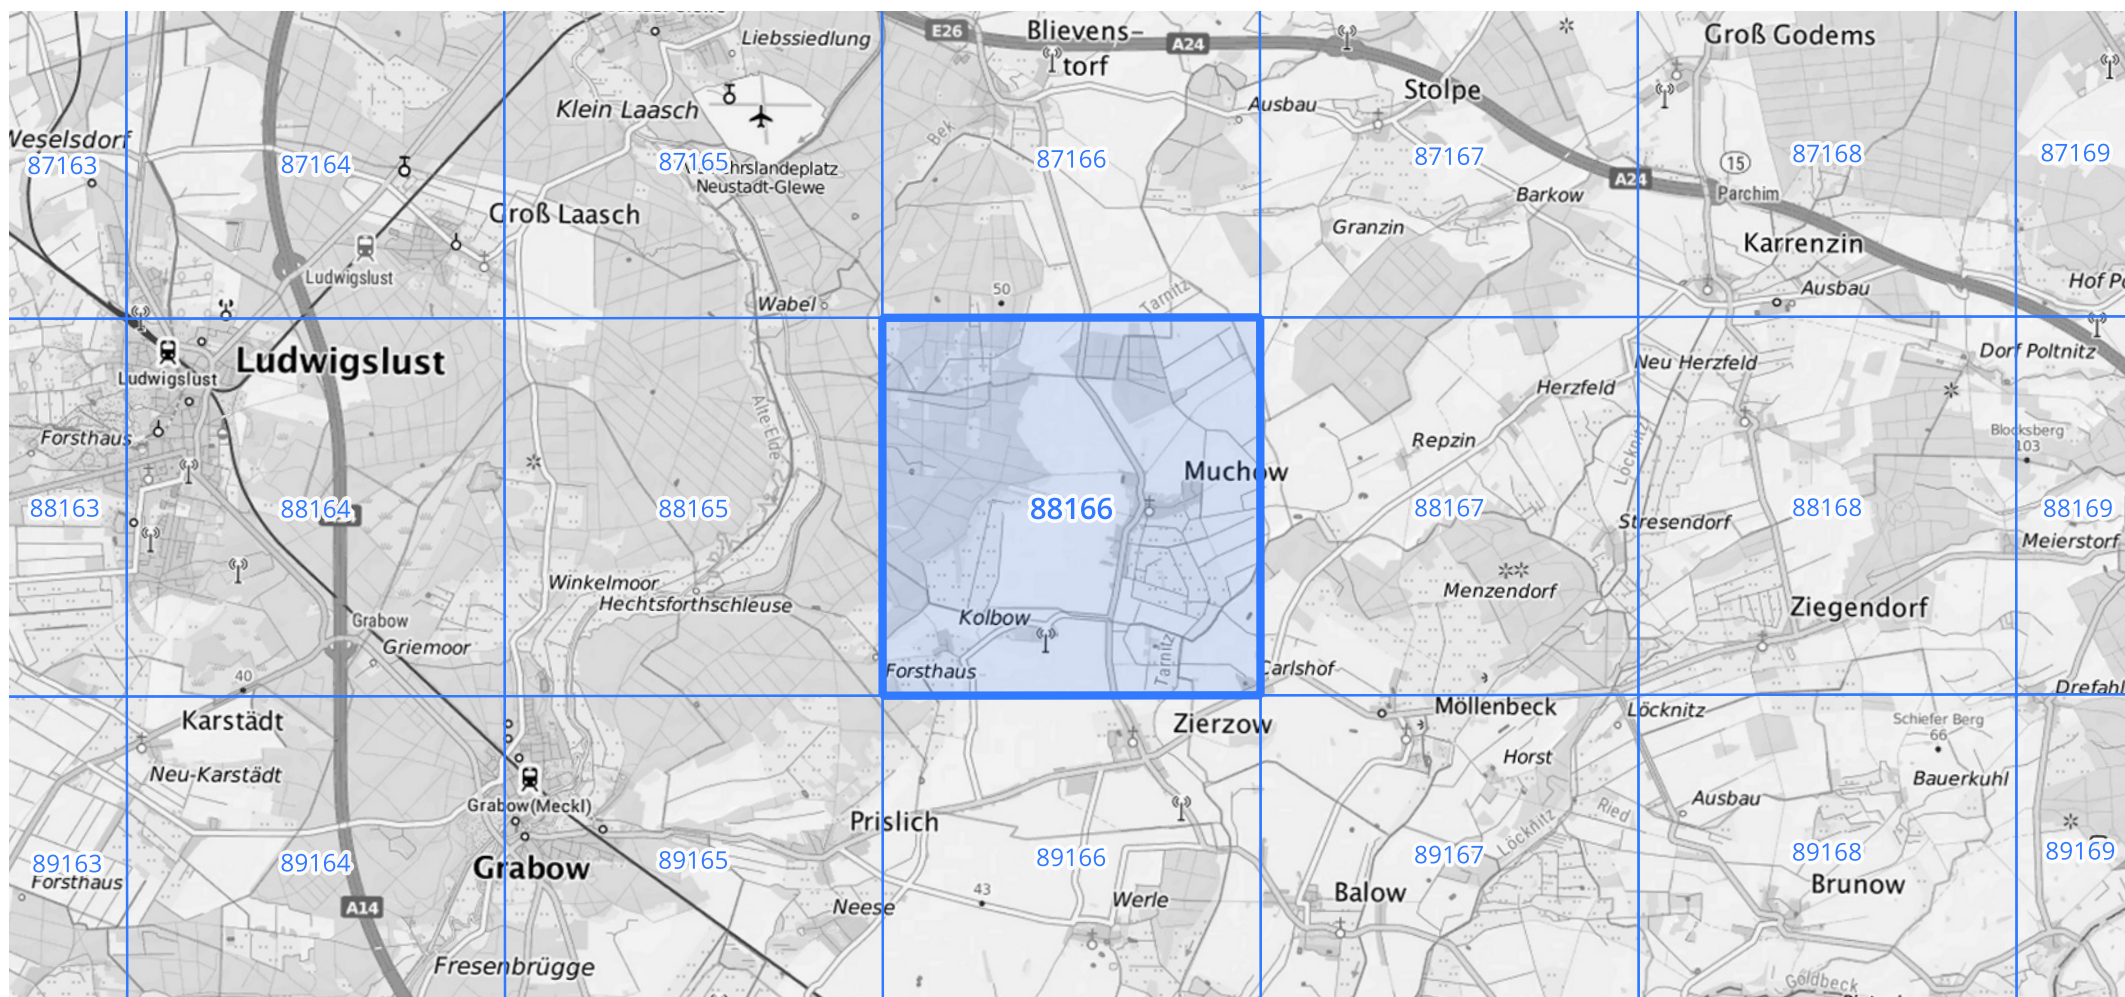 E26
Blievens-
torf
A24
Groß Godems
Liebssiedlung
Klein Laasch
Ausbau
Stolpe
Bek
Weselsdorf
87163
87164
87165
87166
87167
87168
87169
Neustadt-Glewe
15
A24
Parchim
Barkow
Groß Laasch
Granzin
Karrenzin
Ludwigslust
Wabel
50
Tarnitz
Ausbau
Ludwigslust
Ludwigslust
Neu Herzfeld
Dorf Poltnitz
Herzfeld
Alte Elde
Forsthaus
Repzin
Blocksberg
103
Muchow
Löcknitz
88163
88164
88165
88166
88167
88168
88169
Stresendorf
Meierstorf
Winkelmoor
Hechtsforthschleuse
Menzendorf
Ziegendorf
Grabow
Griemoor
Kolbow
Tarnitz
40
Forsthaus
Carlshof
Drefahl
Karstädt
Zierzow
Möllenbeck
Löcknitz
Schiefer Berg
66
Neu-Karstädt
Horst
Bauerkuhl
Grabow(Meckl)
Ausbau
Prislich
Ried
Löcknitz
89163
89164
89165
89166
89167
89168
89169
Forsthaus
Grabow
43
Balow
Brunow
A14
Neese
Werle
Fresenbrügge
Göldbeck